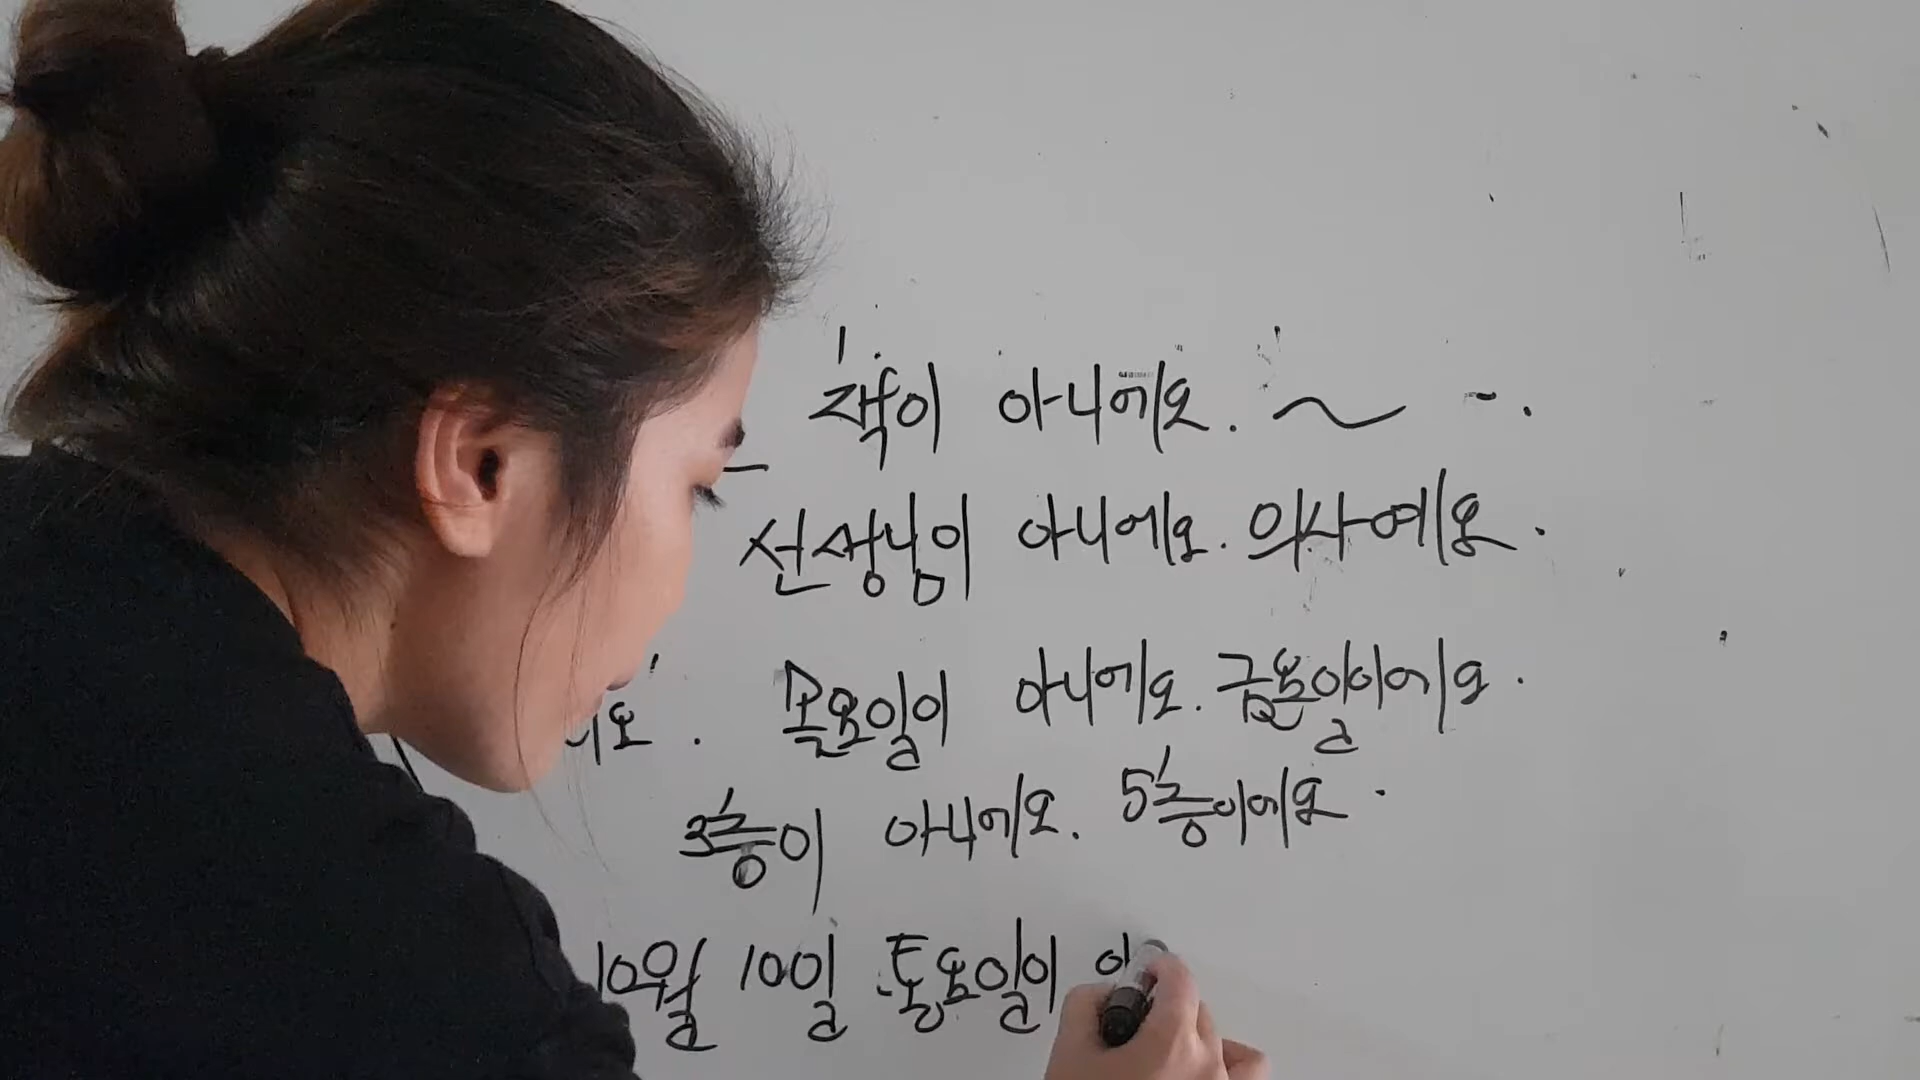 책이 아니에요. ~
선생님이 아니에요. 의사예요.
요. 목요일이 아니에요. 금요일이에요.
3층이 아니에요. 5층이에요.
10월 10일 토요일이 아